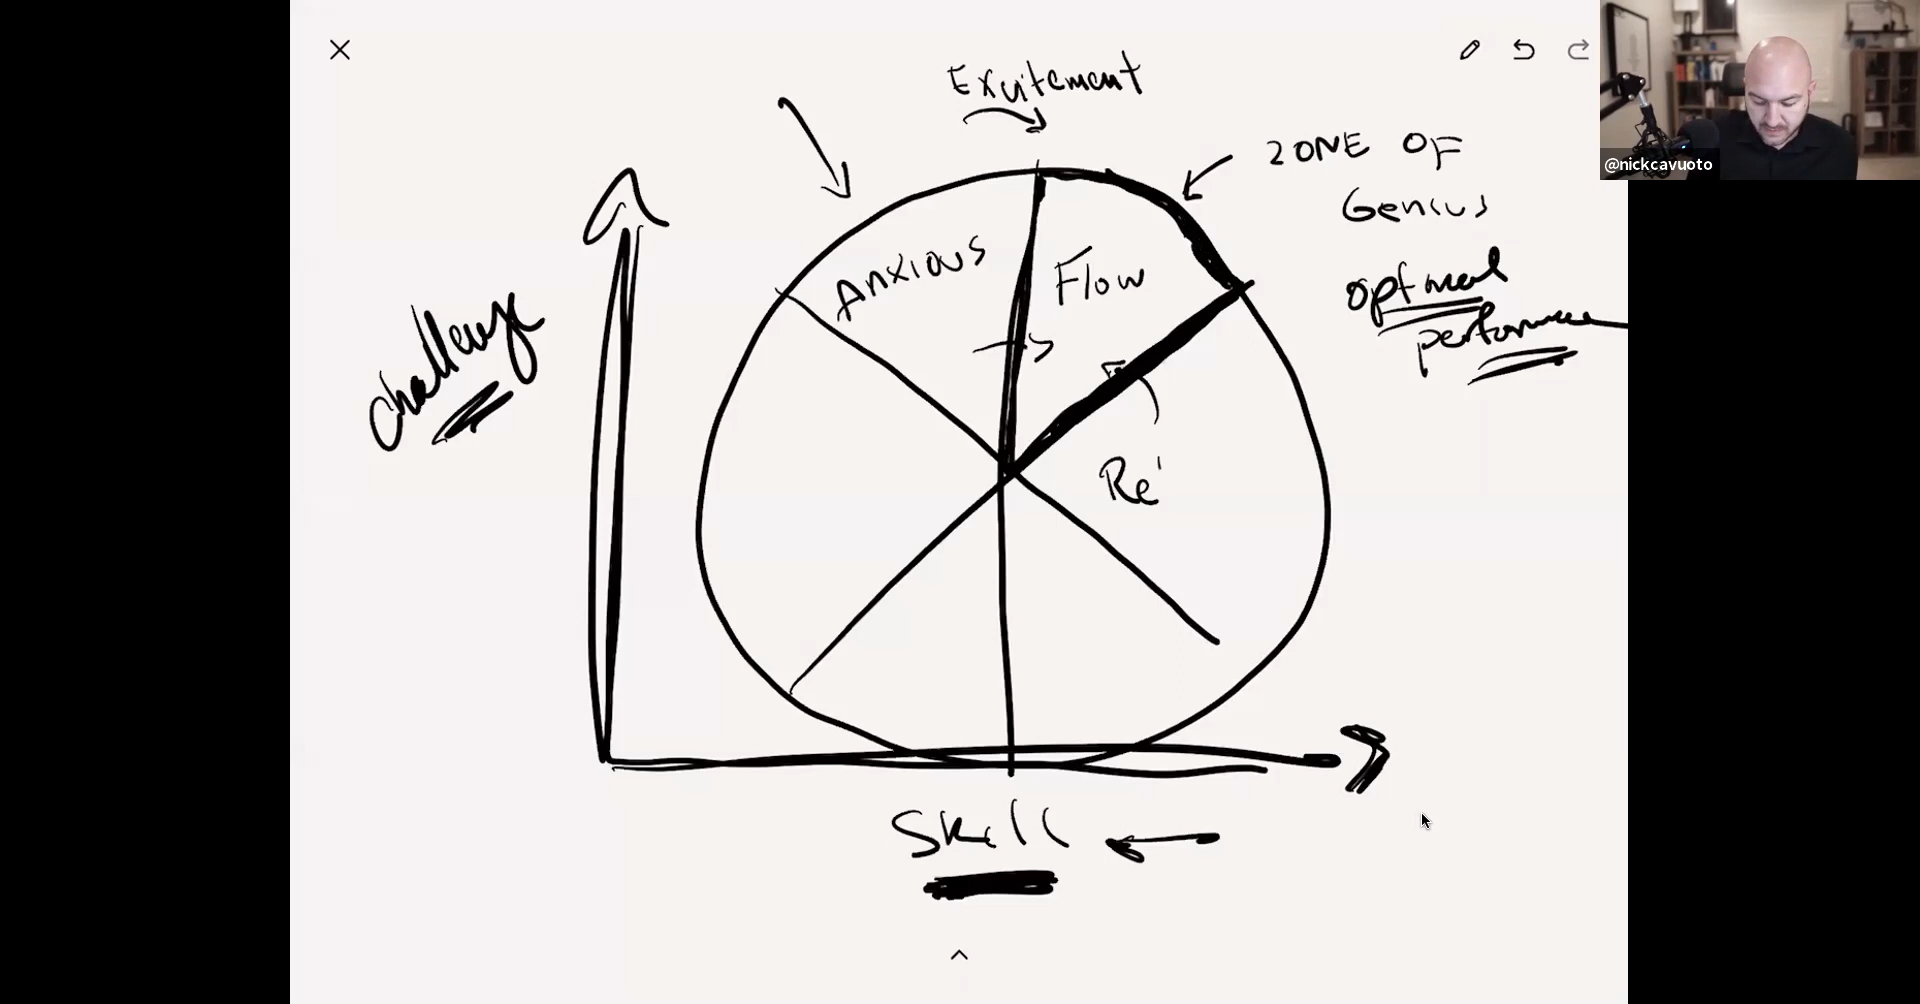 Excitement
@nickcavuoto
ZONE OF
Genius
optimal
performance
Anxious
Flow
challenge
Re
Skill